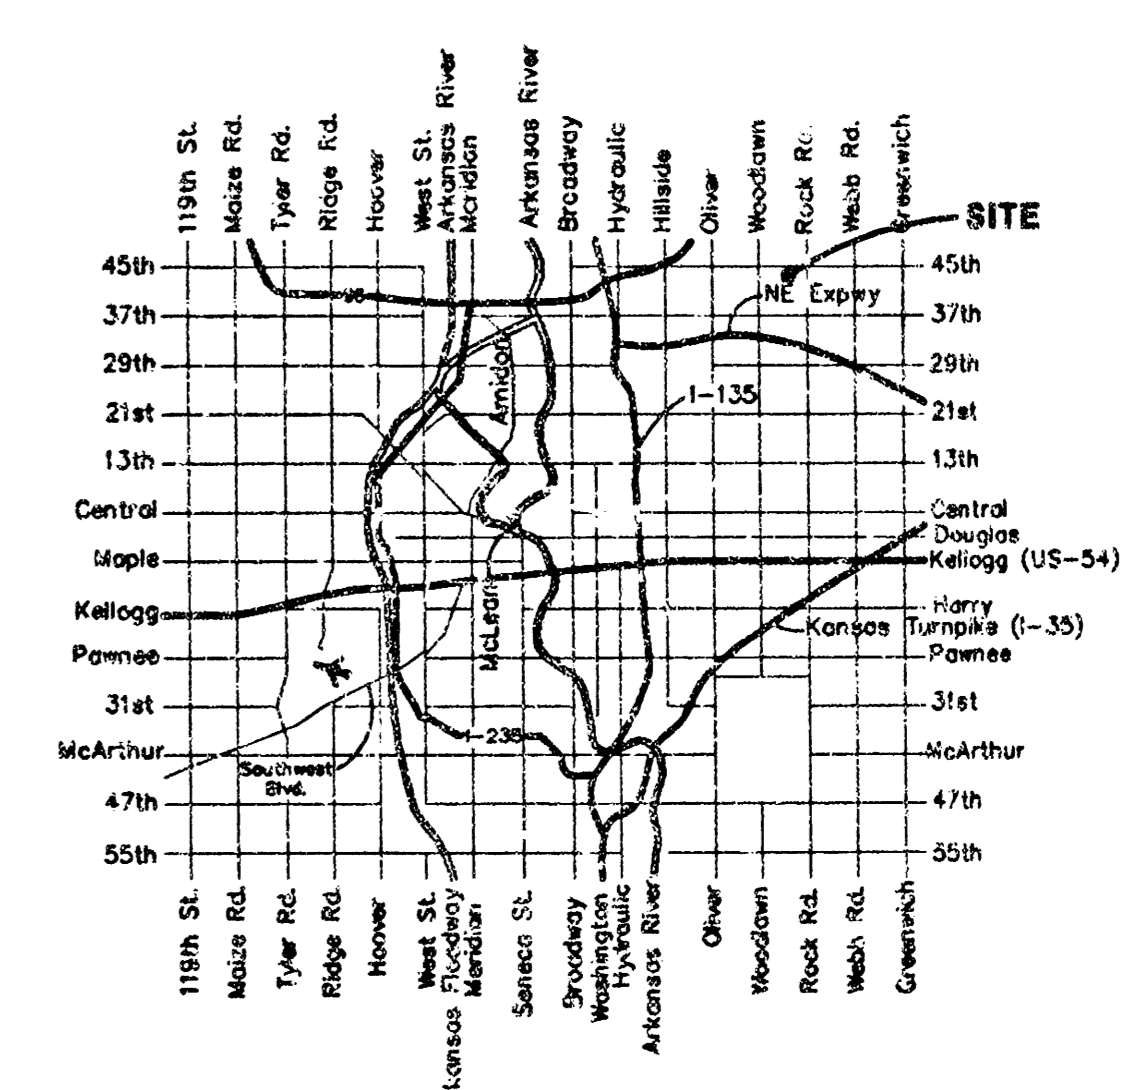 119th St.
Maize Rd.
Tyler Rd.
Ridge Rd.
Hoover
West St.
Arkansas River
Meridian
Arkansas River
Broadway
Hydraulic
Hillside
Oliver
Woodlawn
Rock Rd.
Webb Rd.
Greenwich
SITE
45th
45th
NE Expwy
37th
37th
29th
29th
Amidon
I-135
21st
21st
13th
13th
Central
Central
Douglas
Maple
Kellogg (US-54)
McLean
Kellogg
Harry
Kansas Turnpike (I-35)
Pawnee
Pawnee
31st
31st
I-235
McArthur
McArthur
Southwest
Blvd.
47th
47th
55th
55th
119th St.
Maize Rd.
Tyler Rd.
Ridge Rd.
Hoover
West St.
kansas Floodway
Meridian
Seneca St.
Broadway
Washington
Hydraulic
Arkansas River
Oliver
Woodlawn
Rock Rd.
Webb Rd.
Greenwich